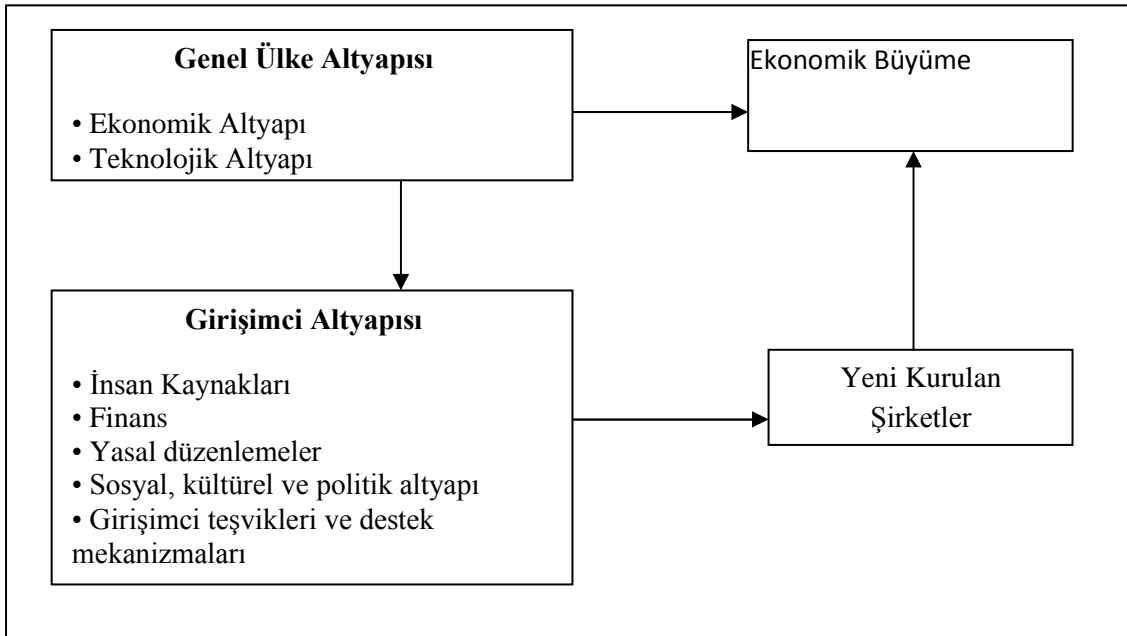 Genel Ülke Altyapısı
• Ekonomik Altyapı
• Teknolojik Altyapı
Ekonomik Büyüme
Girişimci Altyapısı
• İnsan Kaynakları
• Finans
• Yasal düzenlemeler
• Sosyal, kültürel ve politik altyapı
• Girişimci teşvikleri ve destek
mekanizmaları
Yeni Kurulan
Şirketler